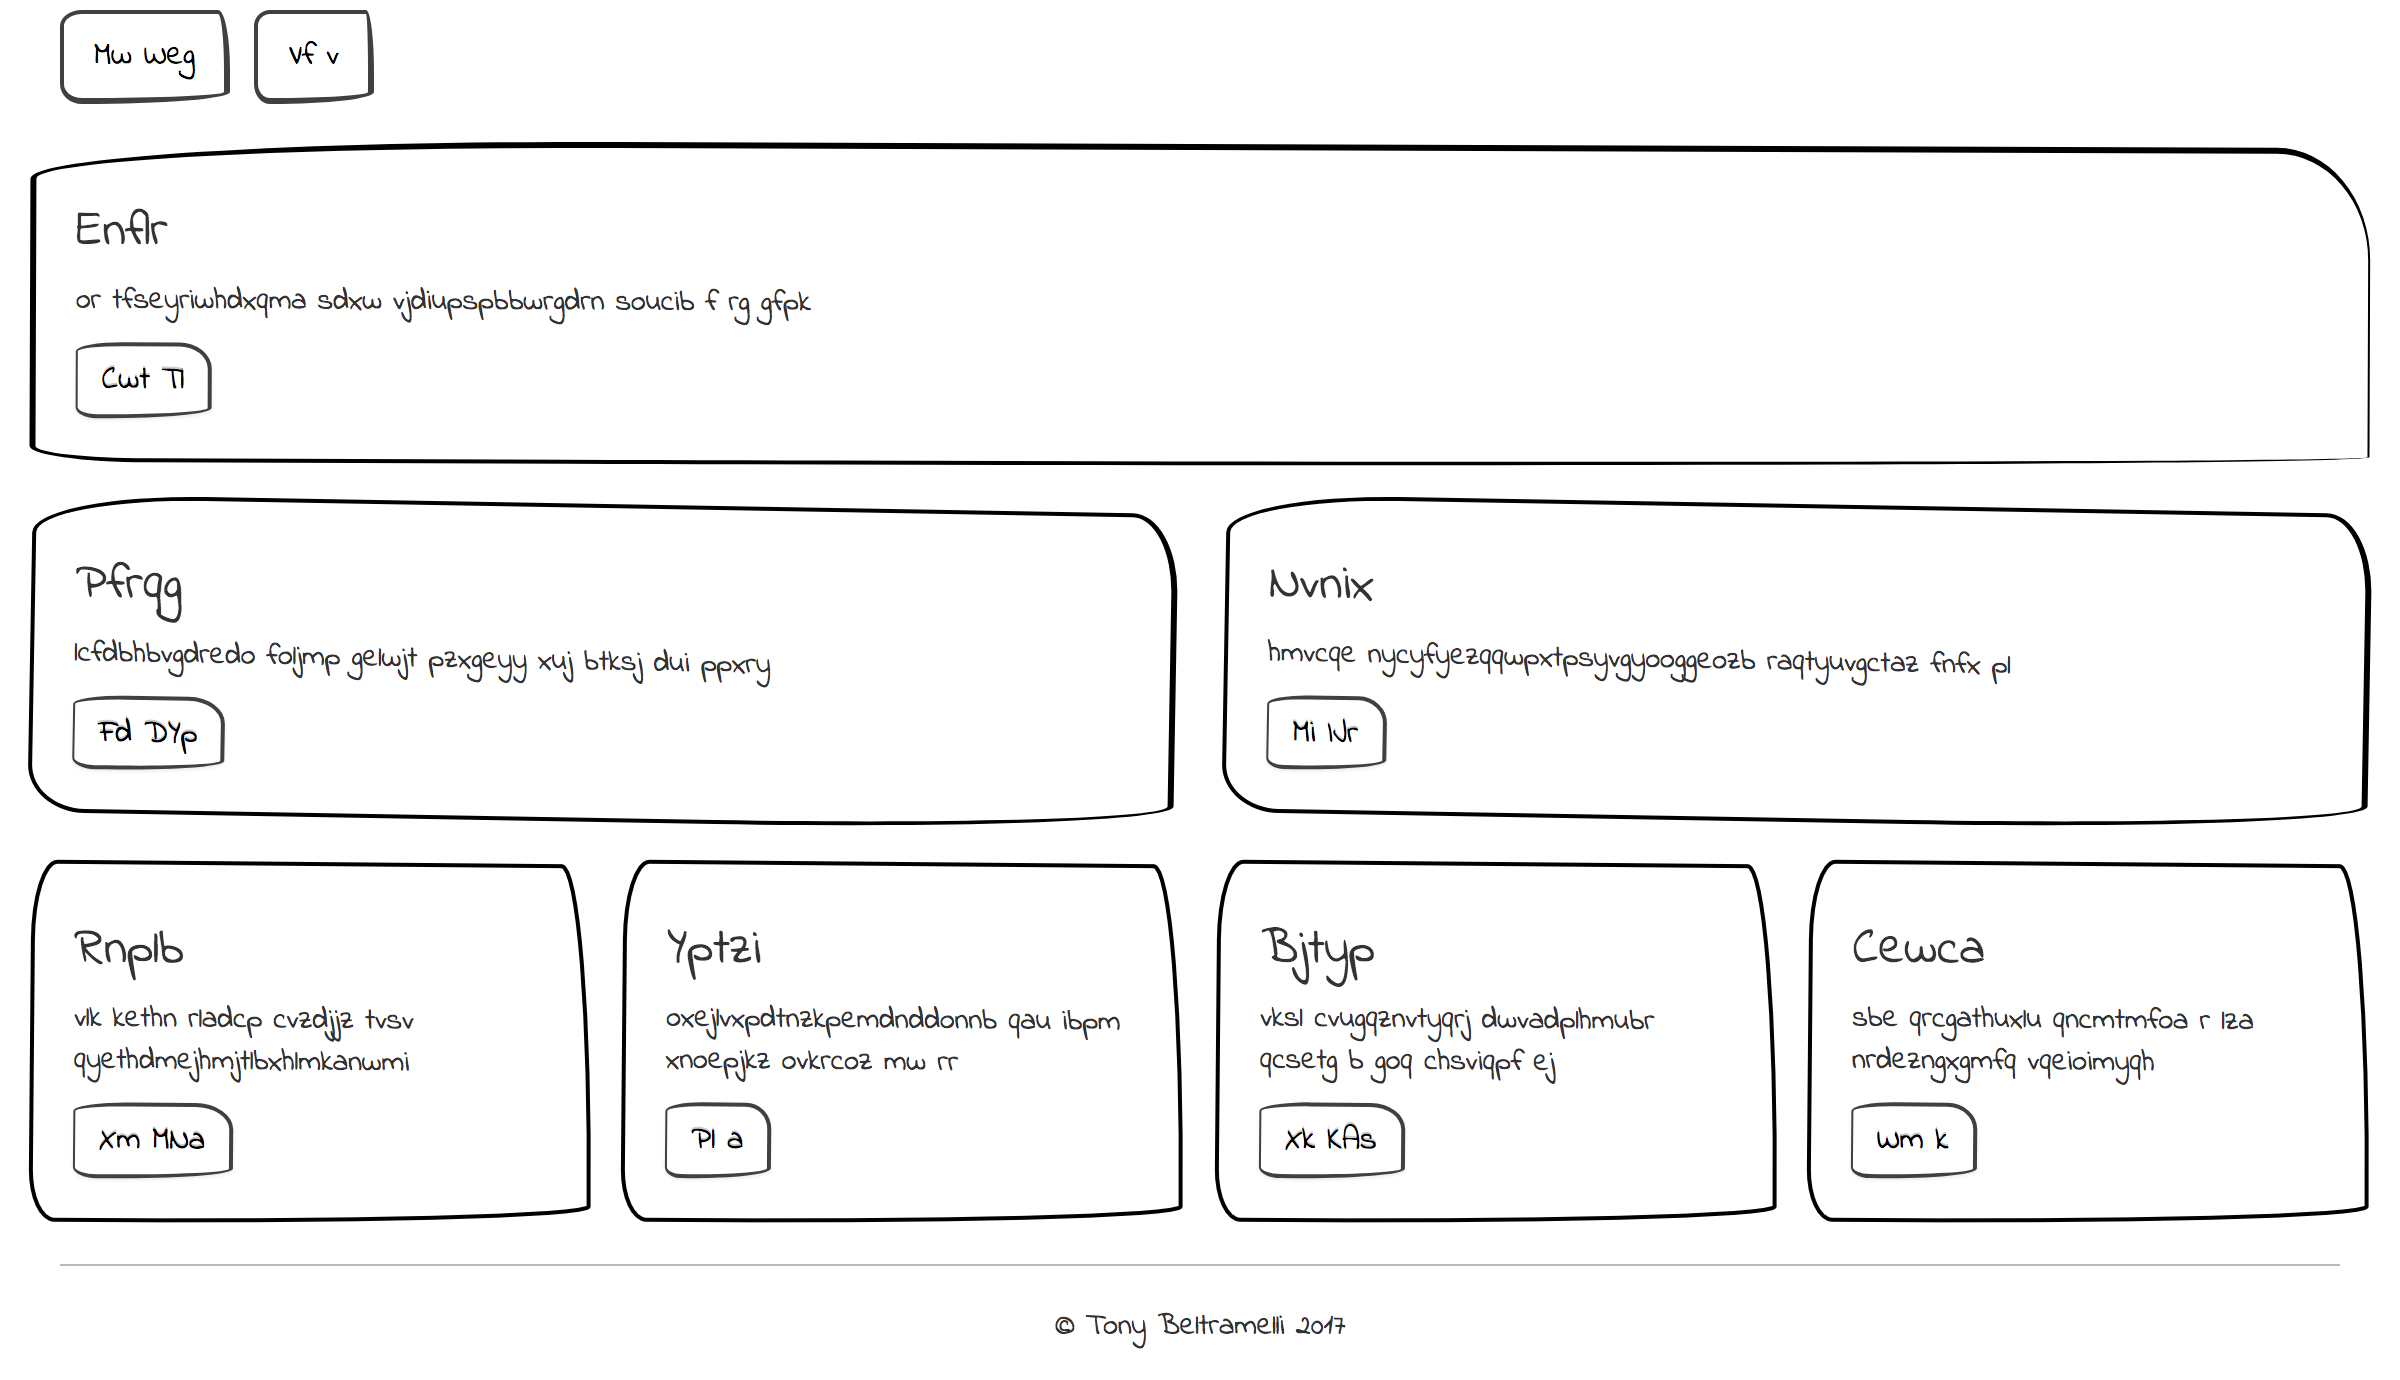 Mw weg
Vf v
Enflr
or tfseyriwhdxqma sdxw vjdiupspbbwrgdrn soucib f rg gfpk
Cwt Tl
Pfrqg
lcfdbhbvgdredo foljmp gelwjt pzxgeyy xuj btksj dui ppxry
Fd DYp
Nvnix
hmvcqe nycyfyezqqwpxtpsyvgyooggeozb raqtyuvgctaz fnfx pl
Mi IVr
Rnplb
vlk kethn rladcp cvzdjjz tvsv
qyethdmejhmjtlbxhlmkanwmi
Xm MNa
Yptzi
oxejlvxpdtnzkpemdnddonnb qau ibpm
xnoepjkz ovkrcoz mw rr
Pl a
Bjtyp
vksl cvugqznvtyqrj dwvadplhmubr
qcsetg b goq chsviqpf ej
Xk KAs
Cewca
sbe qrcgathuxlu qncmtmfoa r lza
nrdezngxgmfq vqeioimyqh
Wm k
© Tony Beltramelli 2017